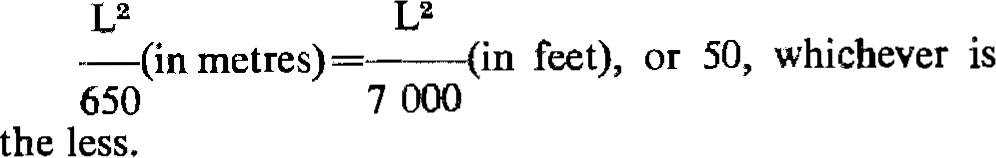 L² L²
(in metres)=(in feet), or 50, whichever is
650 7 000
the less.